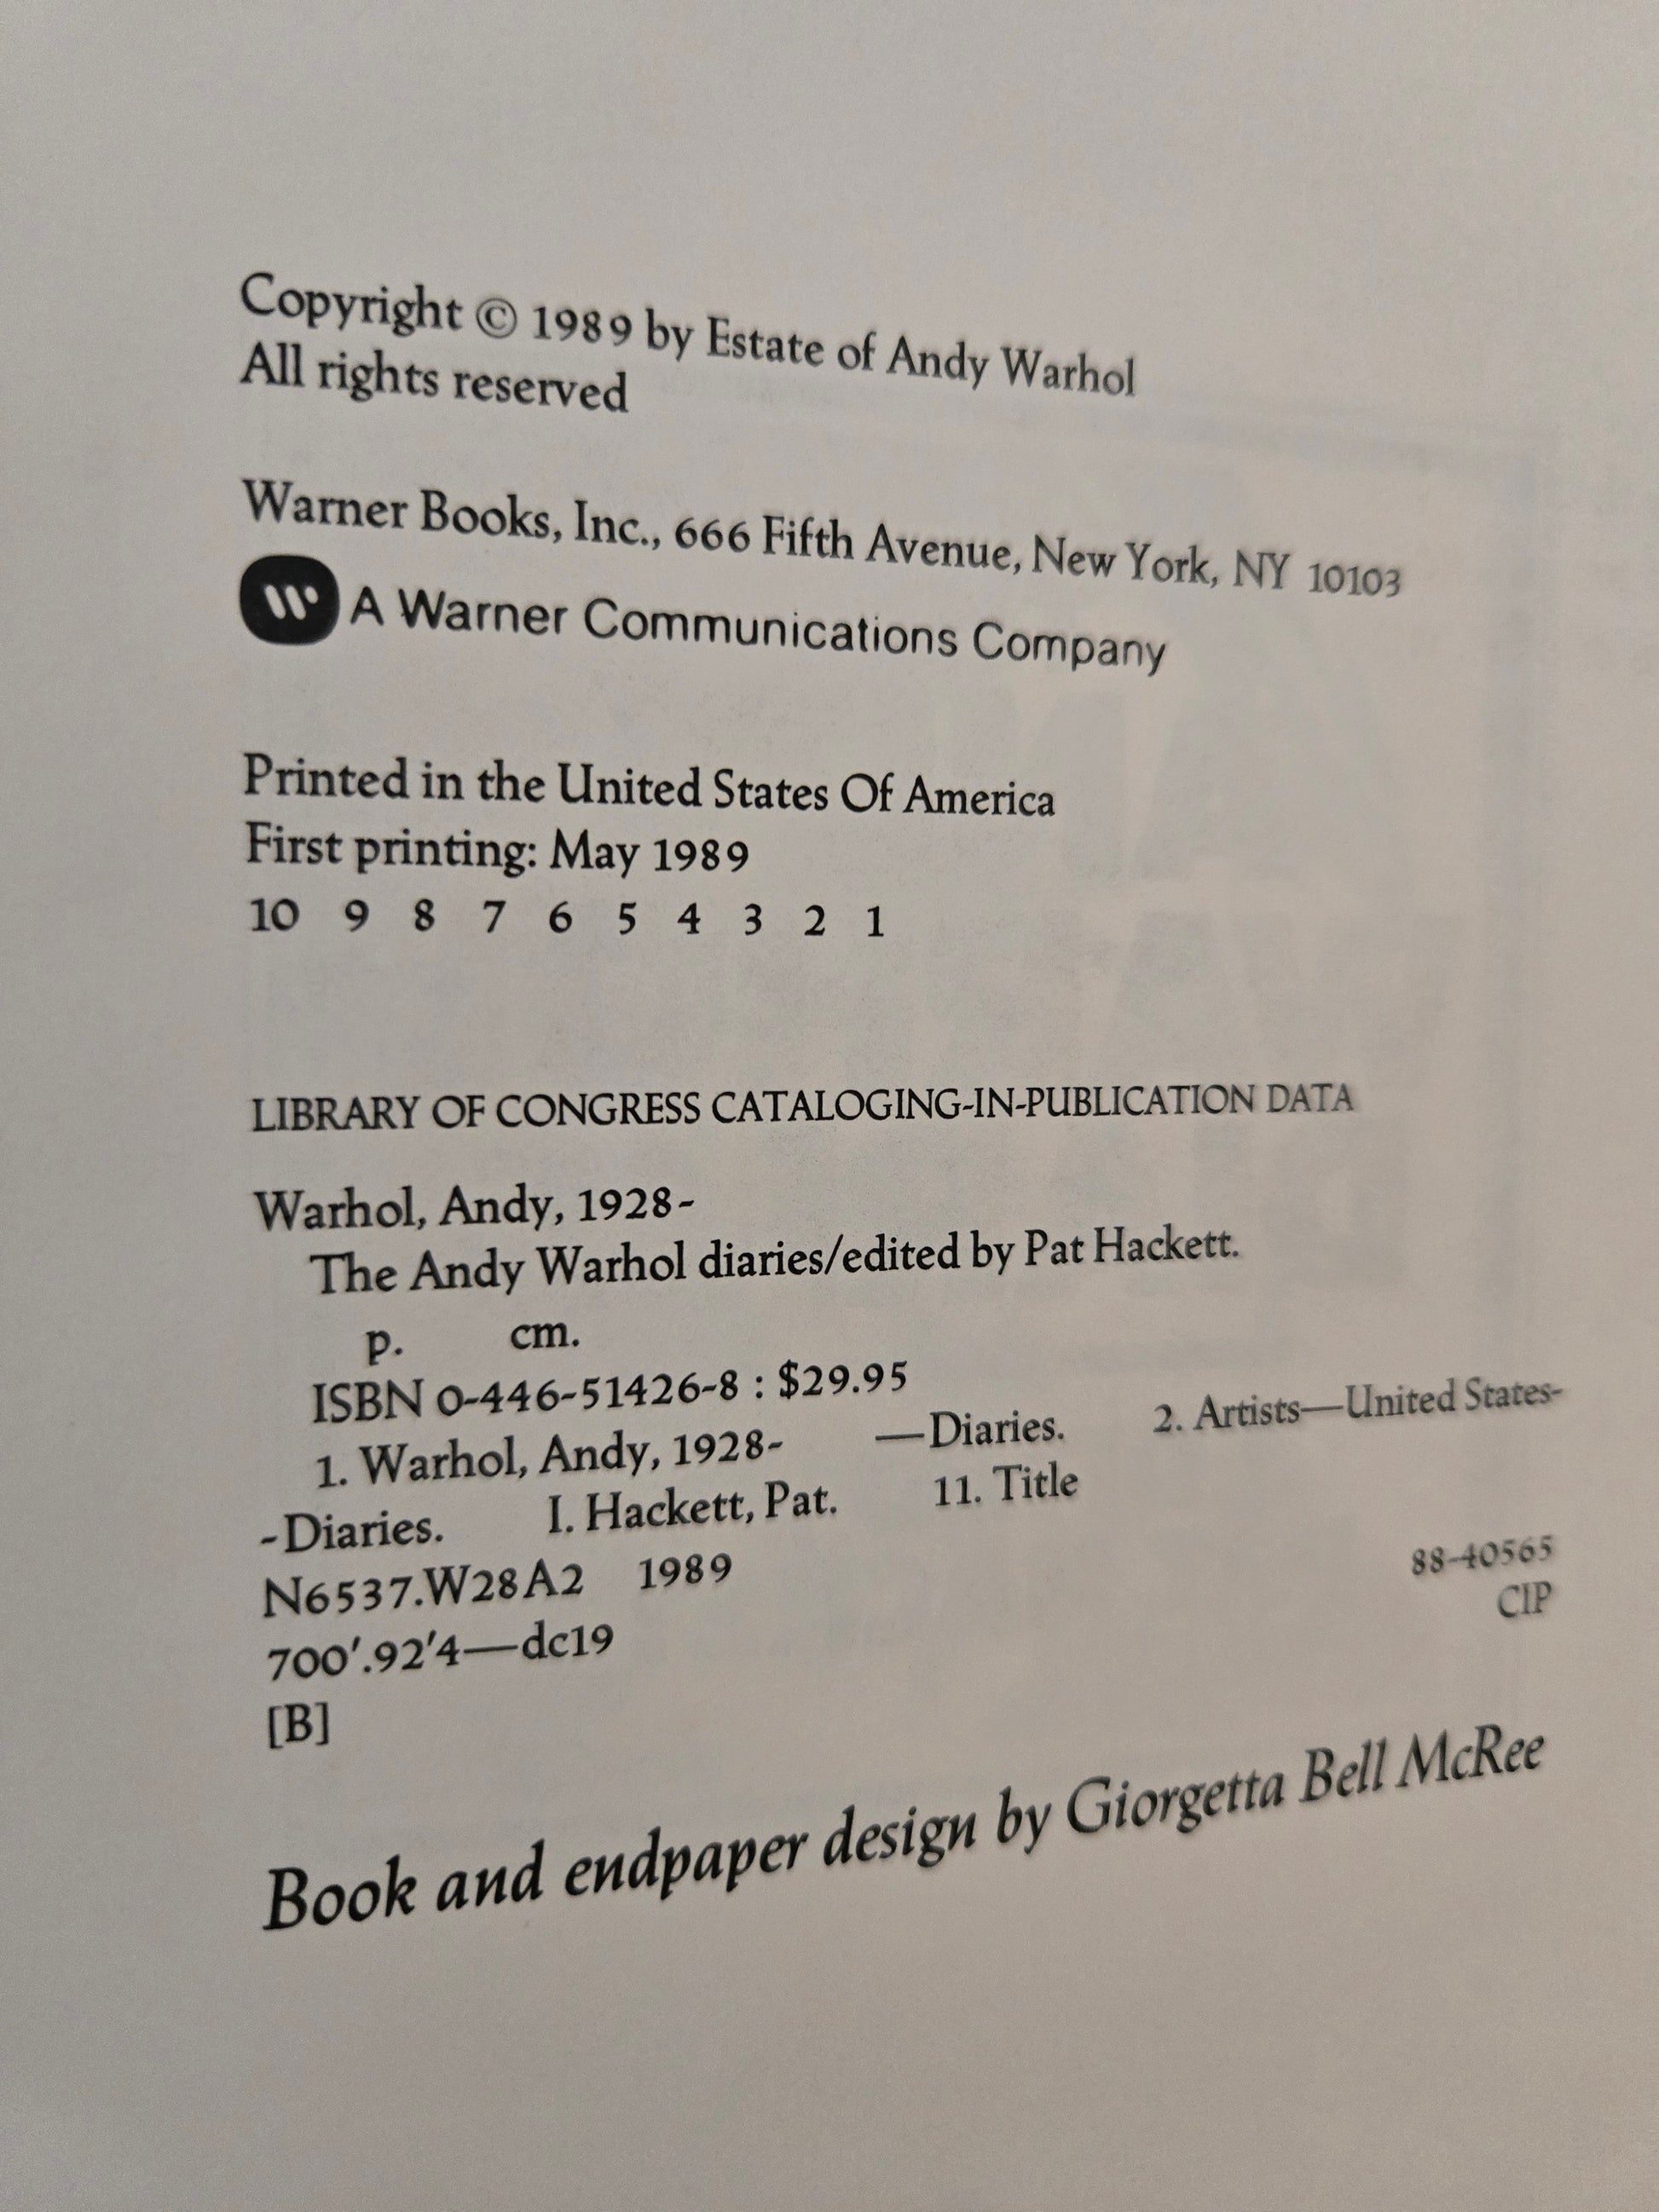 Copyright © 1989 by Estate of Andy Warhol
All rights reserved
Warner Books, Inc., 666 Fifth Avenue, New York, NY 10103
W A Warner Communications Company
Printed in the United States Of America
First printing: May 1989
10 9 8 7 6 5 4 3 2 1
LIBRARY OF CONGRESS CATALOGING-IN-PUBLICATION DATA
Warhol, Andy, 1928-
The Andy Warhol diaries/edited by Pat Hackett.
p. cm.
ISBN 0-446-51426-8 : $29.95
1. Warhol, Andy, 1928- —Diaries. 2. Artists—United States-
-Diaries. I. Hackett, Pat. 11. Title
N6537.W28A2 1989
88-40565
700'.92'4—dc19
CIP
[B]
Book and endpaper design by Giorgetta Bell McRee